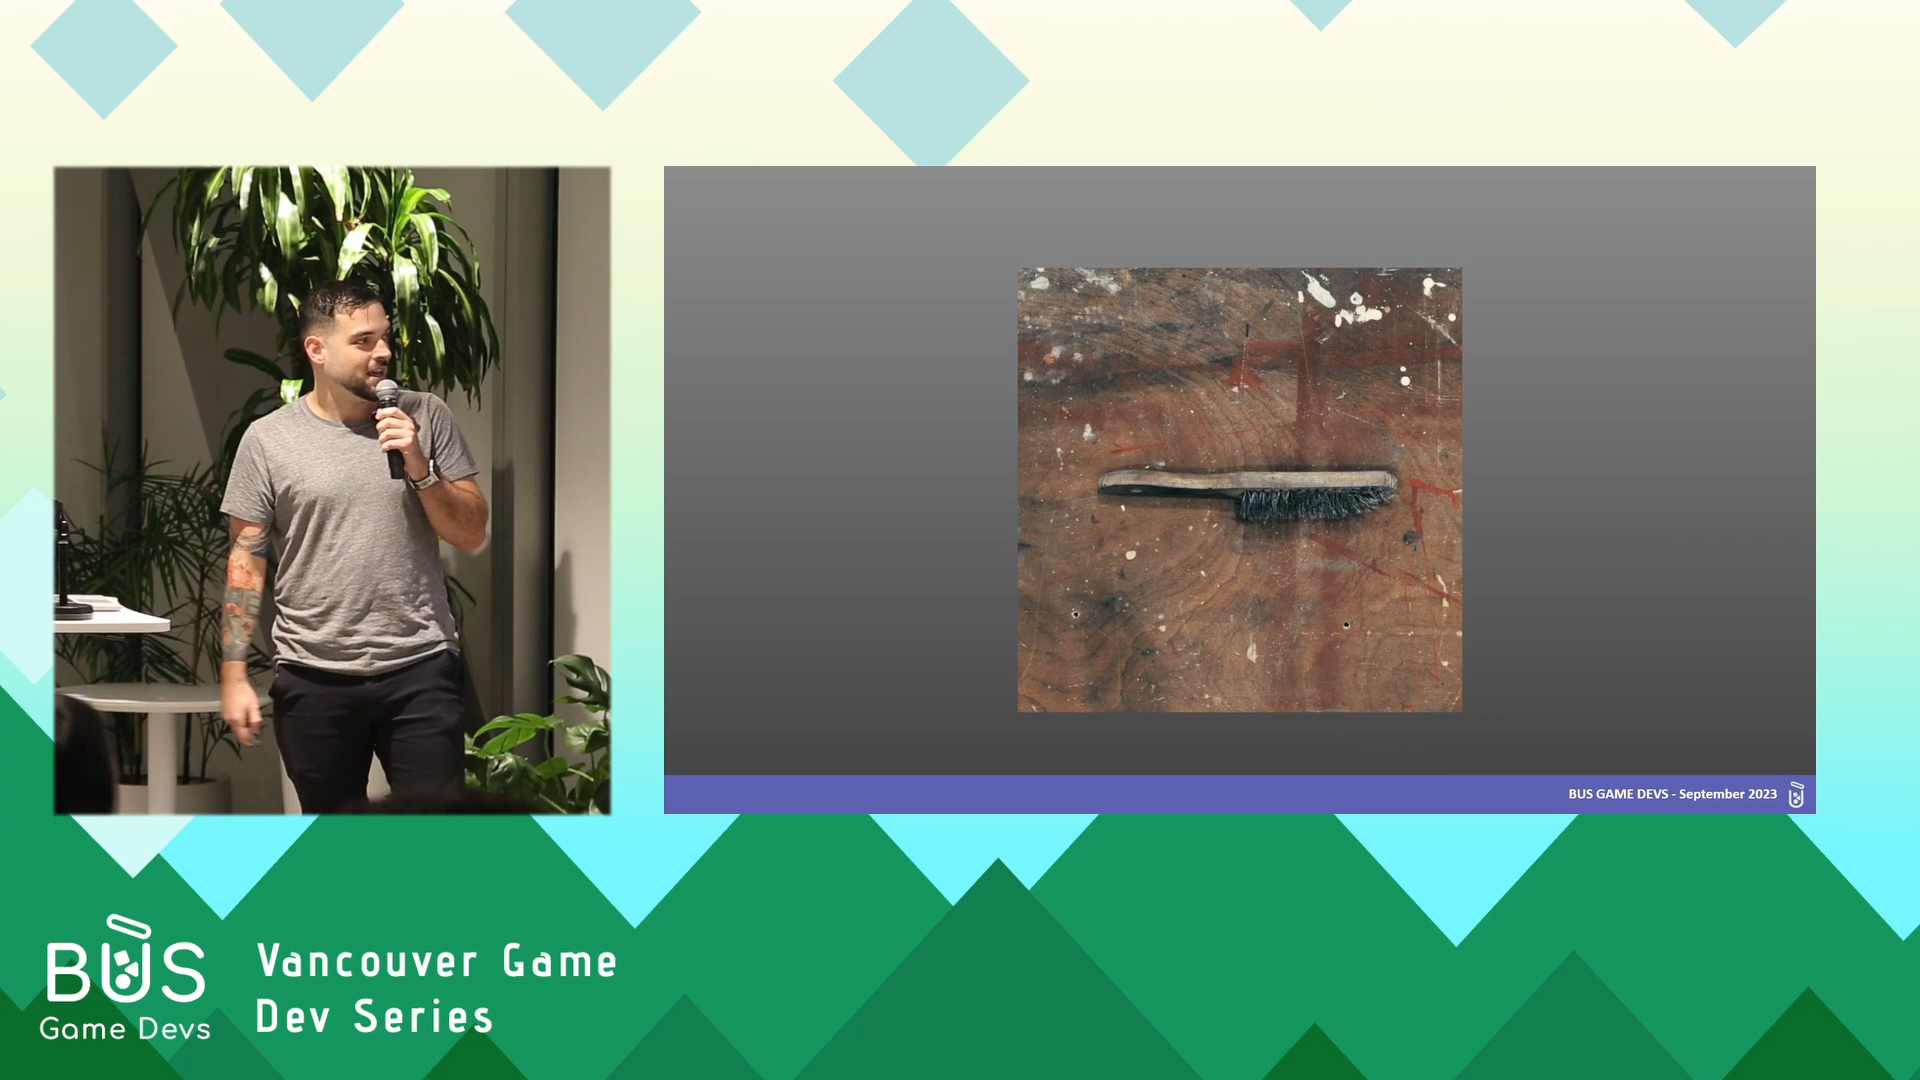 BUS GAME DEVS - September 2023
BUS
Game Devs
Vancouver Game
Dev Series